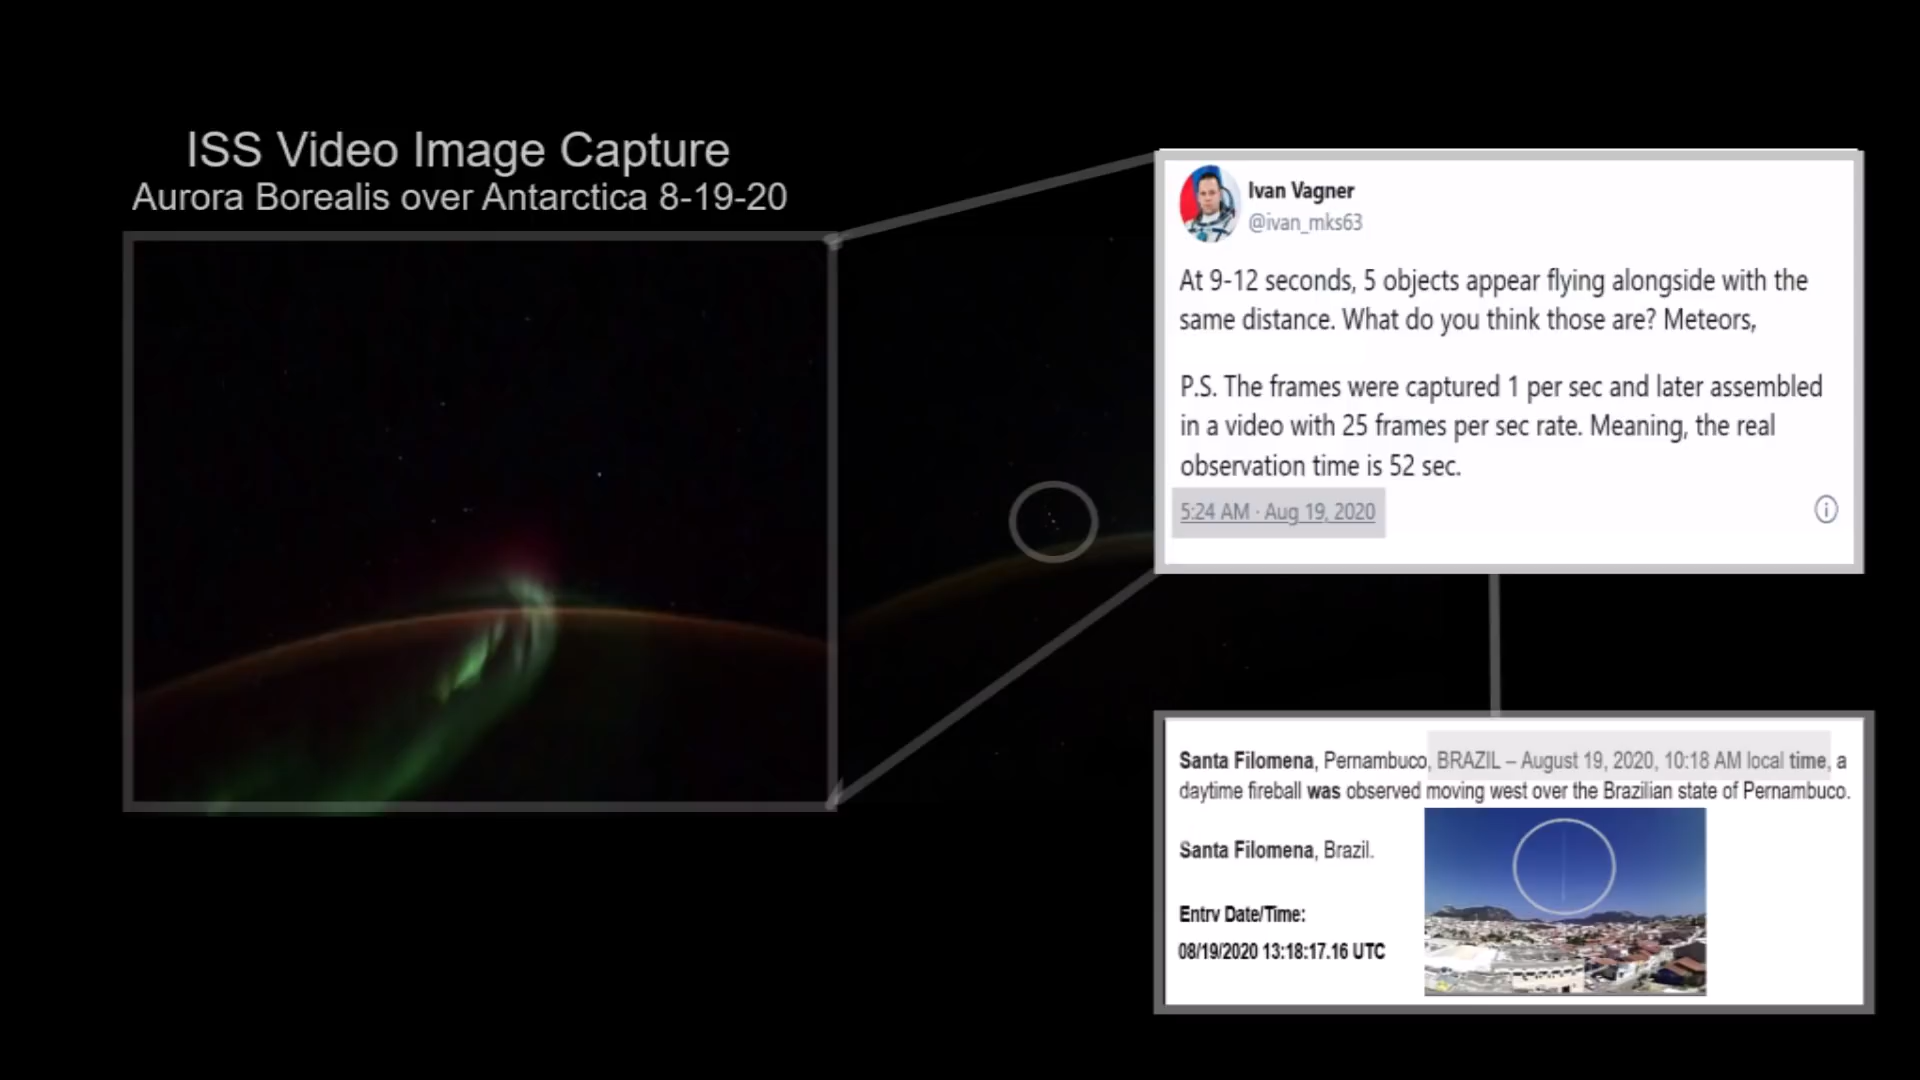 ISS Video Image Capture
Aurora Borealis over Antarctica 8-19-20
Ivan Vagner
@ivan_mks63
At 9-12 seconds, 5 objects appear flying alongside with the
same distance. What do you think those are? Meteors,
P.S. The frames were captured 1 per sec and later assembled
in a video with 25 frames per sec rate. Meaning, the real
observation time is 52 sec.
5:24 AM · Aug 19, 2020
Santa Filomena, Pernambuco, BRAZIL – August 19, 2020, 10:18 AM local time, a
daytime fireball was observed moving west over the Brazilian state of Pernambuco.
Santa Filomena, Brazil.
Entry Date/Time:
08/19/2020 13:18:17.16 UTC